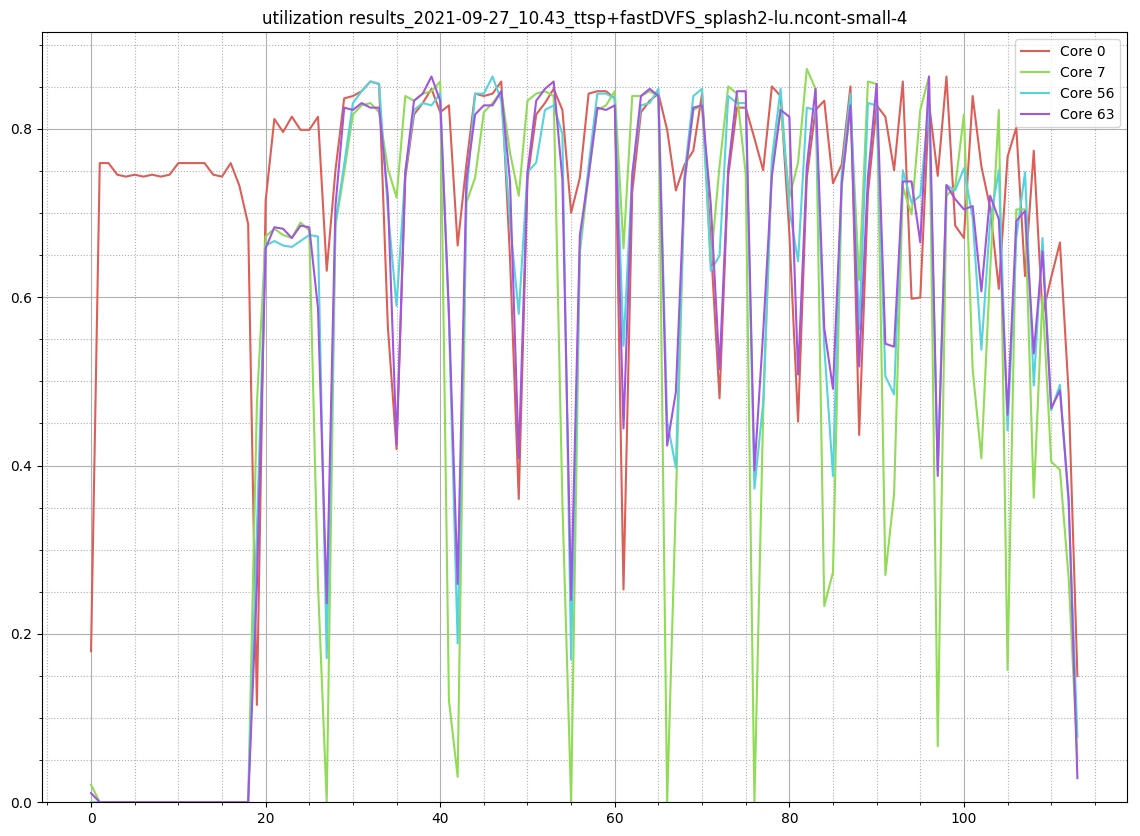 utilization results_2021-09-27_10.43_ttsp+fastDVFS_splash2-lu.ncont-small-4
Core 0
Core 7
Core 56
Core 63
0.8
0.6
0.4
0.2
0.0
0 20 40 60 80 100